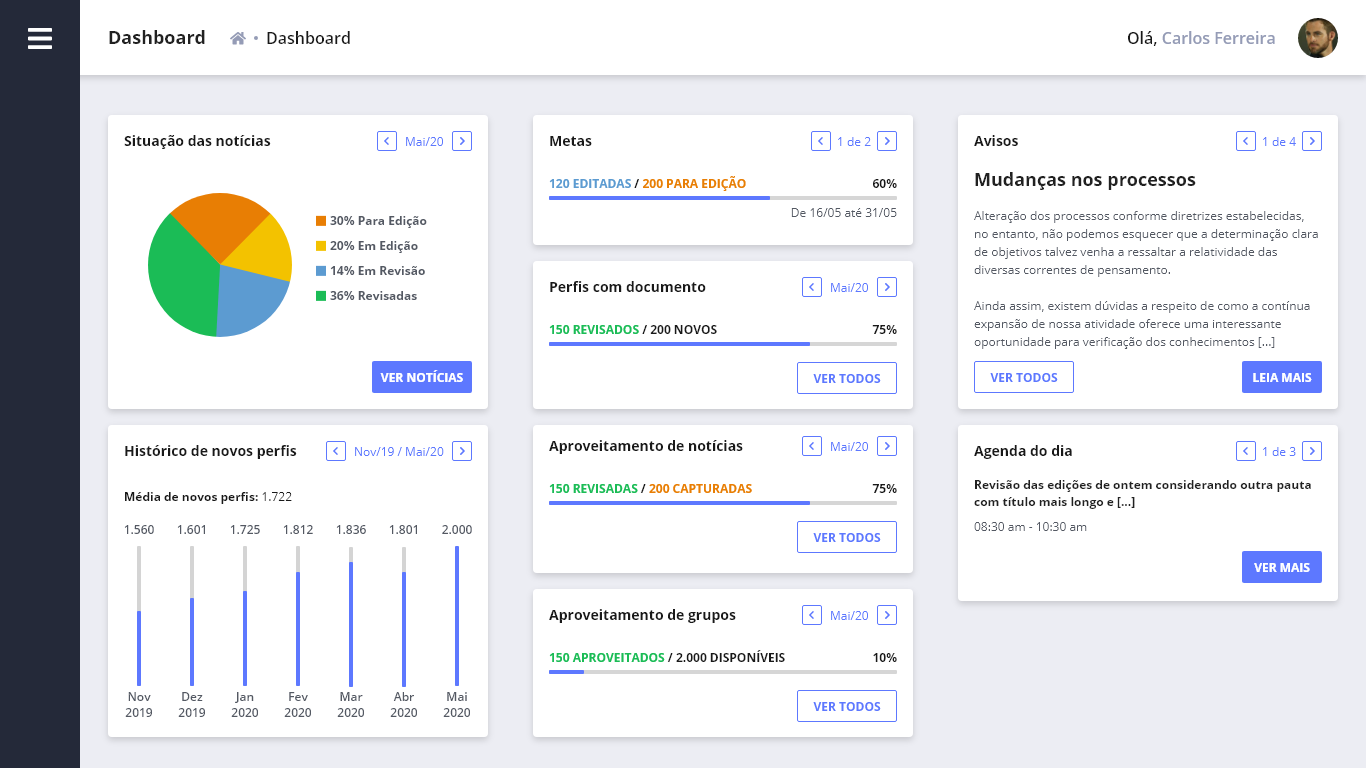 Dashboard
Dashboard
Olá, Carlos Ferreira
Situação das notícias
Mai/20
30% Para Edição
20% Em Edição
14% Em Revisão
36% Revisadas
VER NOTÍCIAS
Histórico de novos perfis
Nov/19 / Mai/20
Média de novos perfis: 1.722
1.560 1.601 1.725 1.812 1.836 1.801 2.000
Nov Dez Jan Fev Mar Abr Mai
2019 2019 2020 2020 2020 2020 2020
Metas
1 de 2
120 EDITADAS / 200 PARA EDIÇÃO 60%
De 16/05 até 31/05
Perfis com documento
Mai/20
150 REVISADOS / 200 NOVOS 75%
VER TODOS
Aproveitamento de notícias
Mai/20
150 REVISADAS / 200 CAPTURADAS 75%
VER TODOS
Aproveitamento de grupos
Mai/20
150 APROVEITADOS / 2.000 DISPONÍVEIS 10%
VER TODOS
Avisos
1 de 4
Mudanças nos processos
Alteração dos processos conforme diretrizes estabelecidas,
no entanto, não podemos esquecer que a determinação clara
de objetivos talvez venha a ressaltar a relatividade das
diversas correntes de pensamento.
Ainda assim, existem dúvidas a respeito de como a contínua
expansão de nossa atividade oferece uma interessante
oportunidade para verificação dos conhecimentos [...]
VER TODOS
LEIA MAIS
Agenda do dia
1 de 3
Revisão das edições de ontem considerando outra pauta
com título mais longo e [...]
08:30 am - 10:30 am
VER MAIS